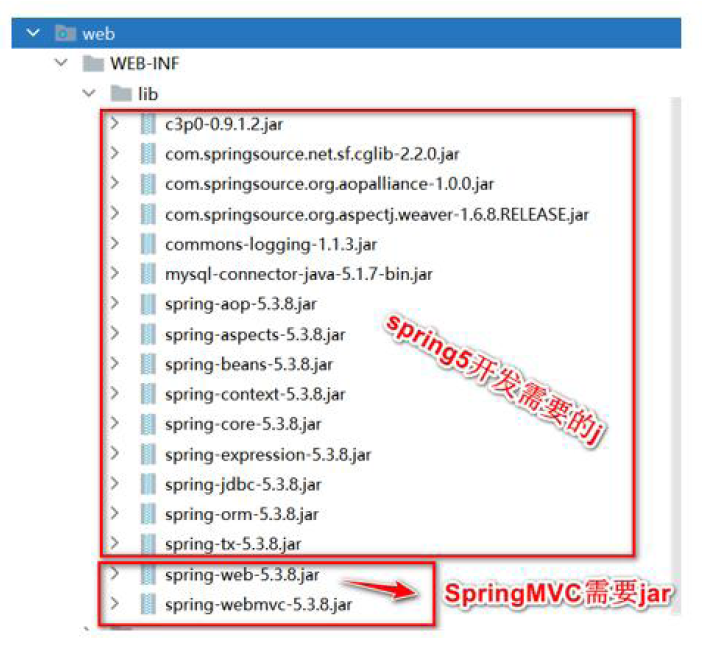 web
WEB-INF
lib
c3p0-0.9.1.2.jar
com.springsource.net.sf.cglib-2.2.0.jar
com.springsource.org.aopalliance-1.0.0.jar
com.springsource.org.aspectj.weaver-1.6.8.RELEASE.jar
commons-logging-1.1.3.jar
mysql-connector-java-5.1.7-bin.jar
spring-aop-5.3.8.jar
spring-aspects-5.3.8.jar
spring-beans-5.3.8.jar
spring-context-5.3.8.jar
spring-core-5.3.8.jar
spring-expression-5.3.8.jar
spring-jdbc-5.3.8.jar
spring-orm-5.3.8.jar
spring-tx-5.3.8.jar
spring5开发需要的j
spring-web-5.3.8.jar
spring-webmvc-5.3.8.jar
SpringMVC需要jar